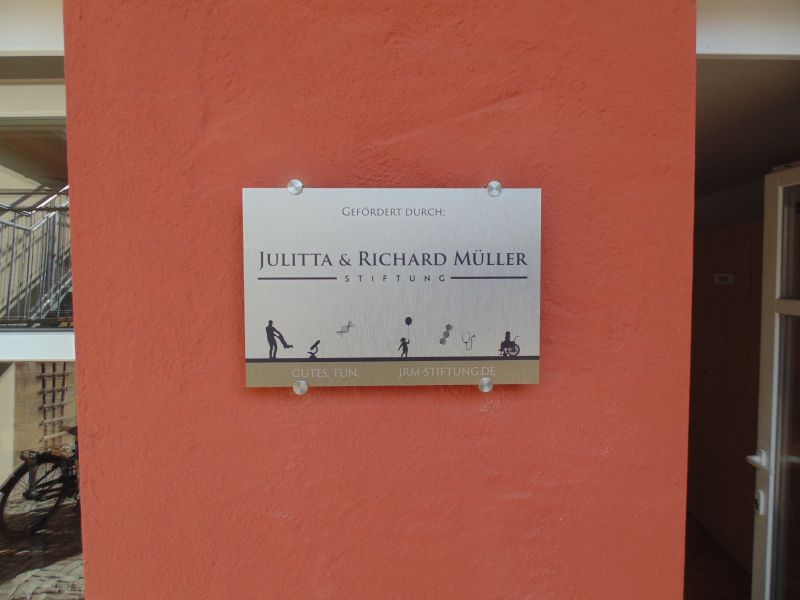 GEFÖRDERT DURCH:
JULITTA & RICHARD MÜLLER
STIFTUNG
GUTES. TUN. JRM-STIFTUNG.DE